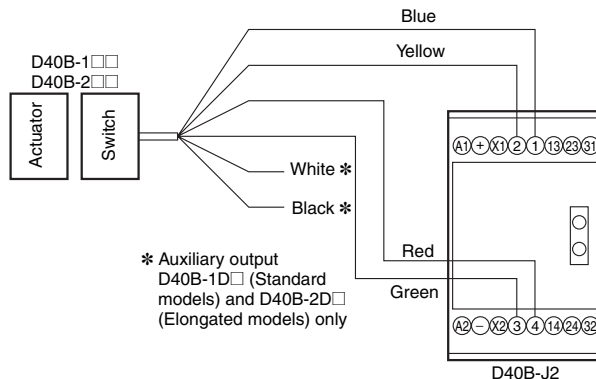 Blue
Yellow
D40B-1□□
D40B-2□□
Actuator
Switch
A1 + X1 2 1 13 23 31
White *
Black *
* Auxiliary output
D40B-1D□ (Standard
models) and D40B-2D□
(Elongated models) only
Red
Green
A2 − X2 3 4 14 24 32
D40B-J2